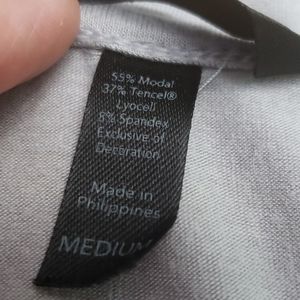 55% Modal
37% Tencel®
Lyocell
8% Spandex
Exclusive of
Decoration
Made in
Philippines
MEDIUM